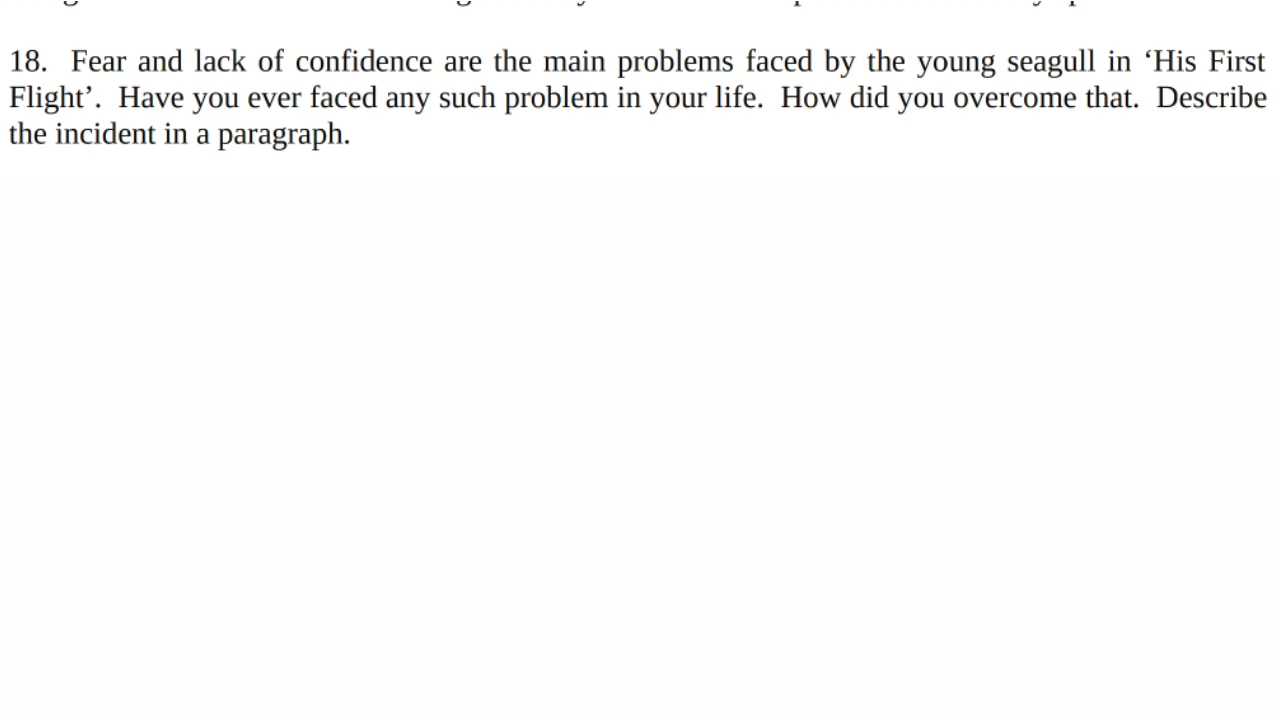 18. Fear and lack of confidence are the main problems faced by the young seagull in ‘His First
Flight’. Have you ever faced any such problem in your life. How did you overcome that. Describe
the incident in a paragraph.